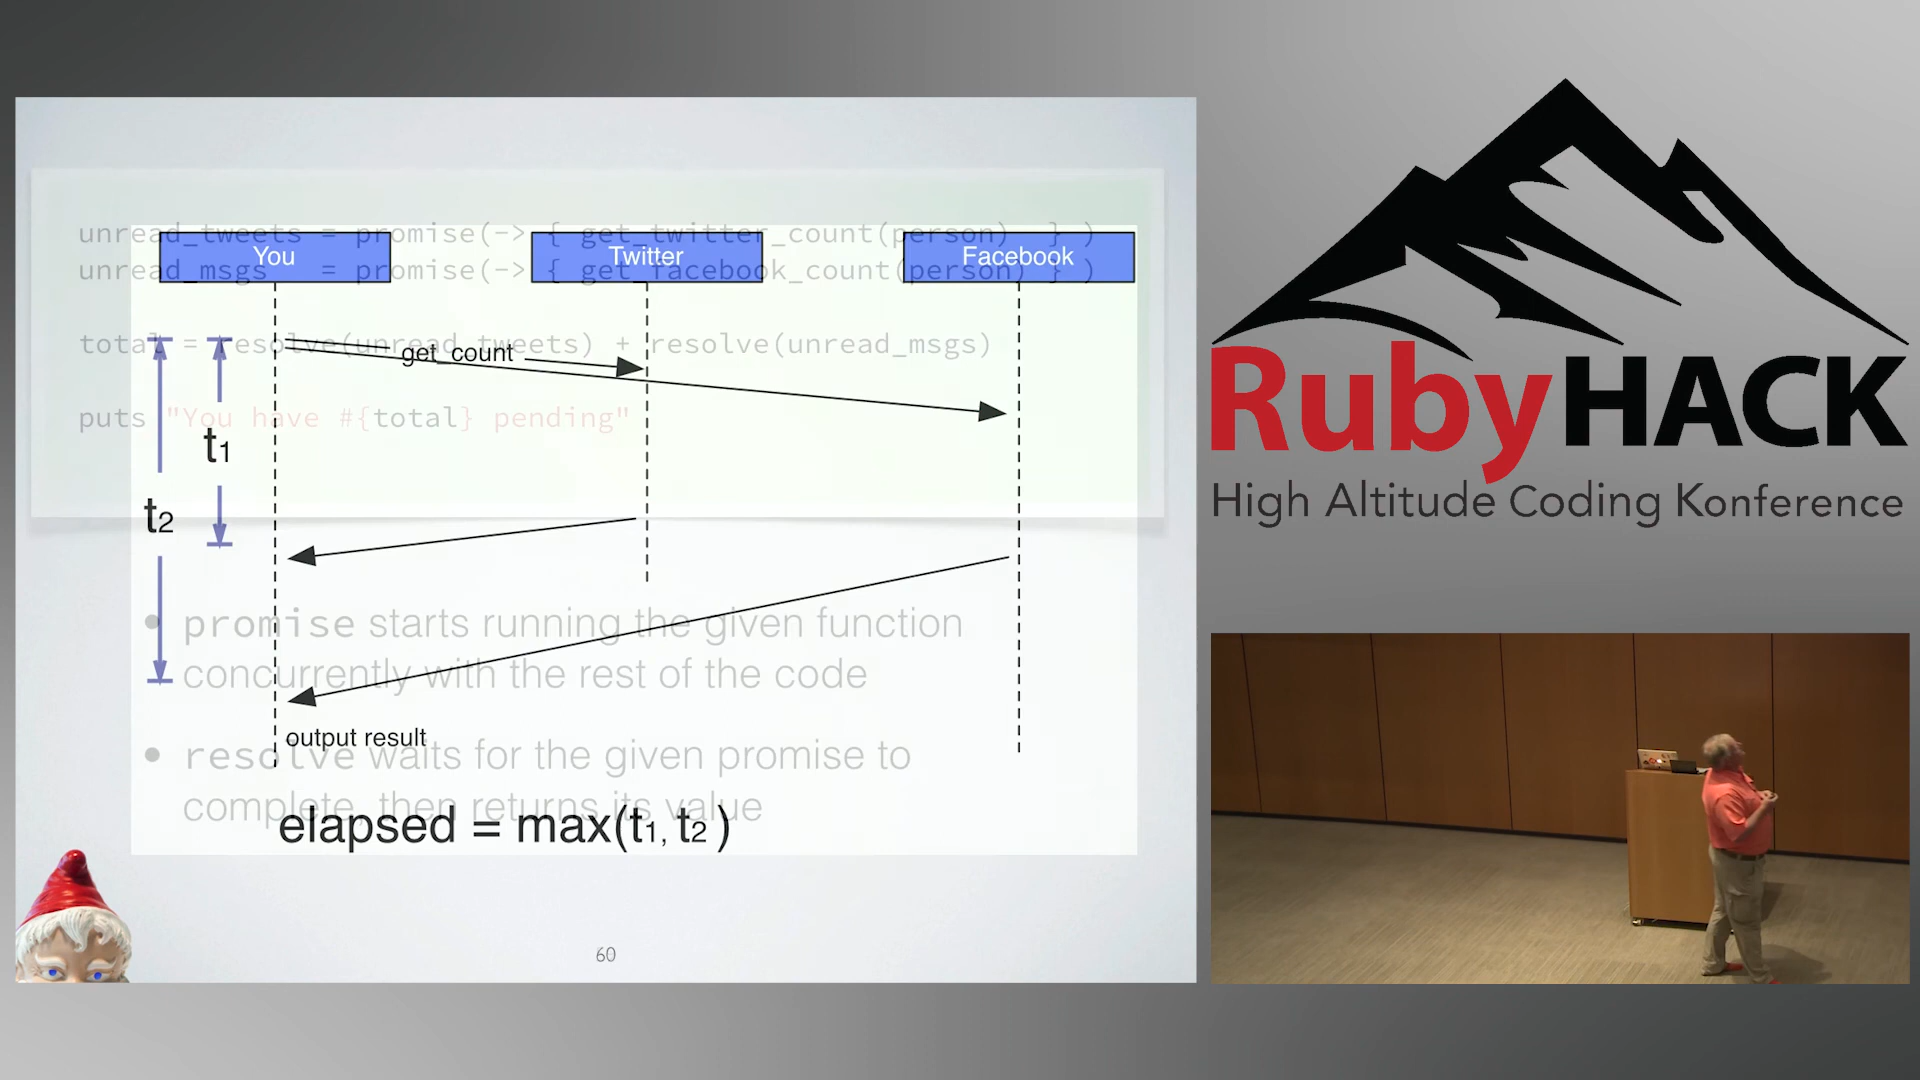 unread_tweets = promise(-> { get_twitter_count(person) } )
unread_msgs = promise(-> { get_facebook_count(person) } )
total = resolve(unread_tweets) + resolve(unread_msgs)
puts "You have #{total} pending"
promise starts running the given function
concurrently with the rest of the code
resolve waits for the given promise to
complete, then returns its value
You
Twitter
Facebook
get_count
t1
t2
output result
elapsed = max(t1, t2 )
60
RubyHACK
High Altitude Coding Konference